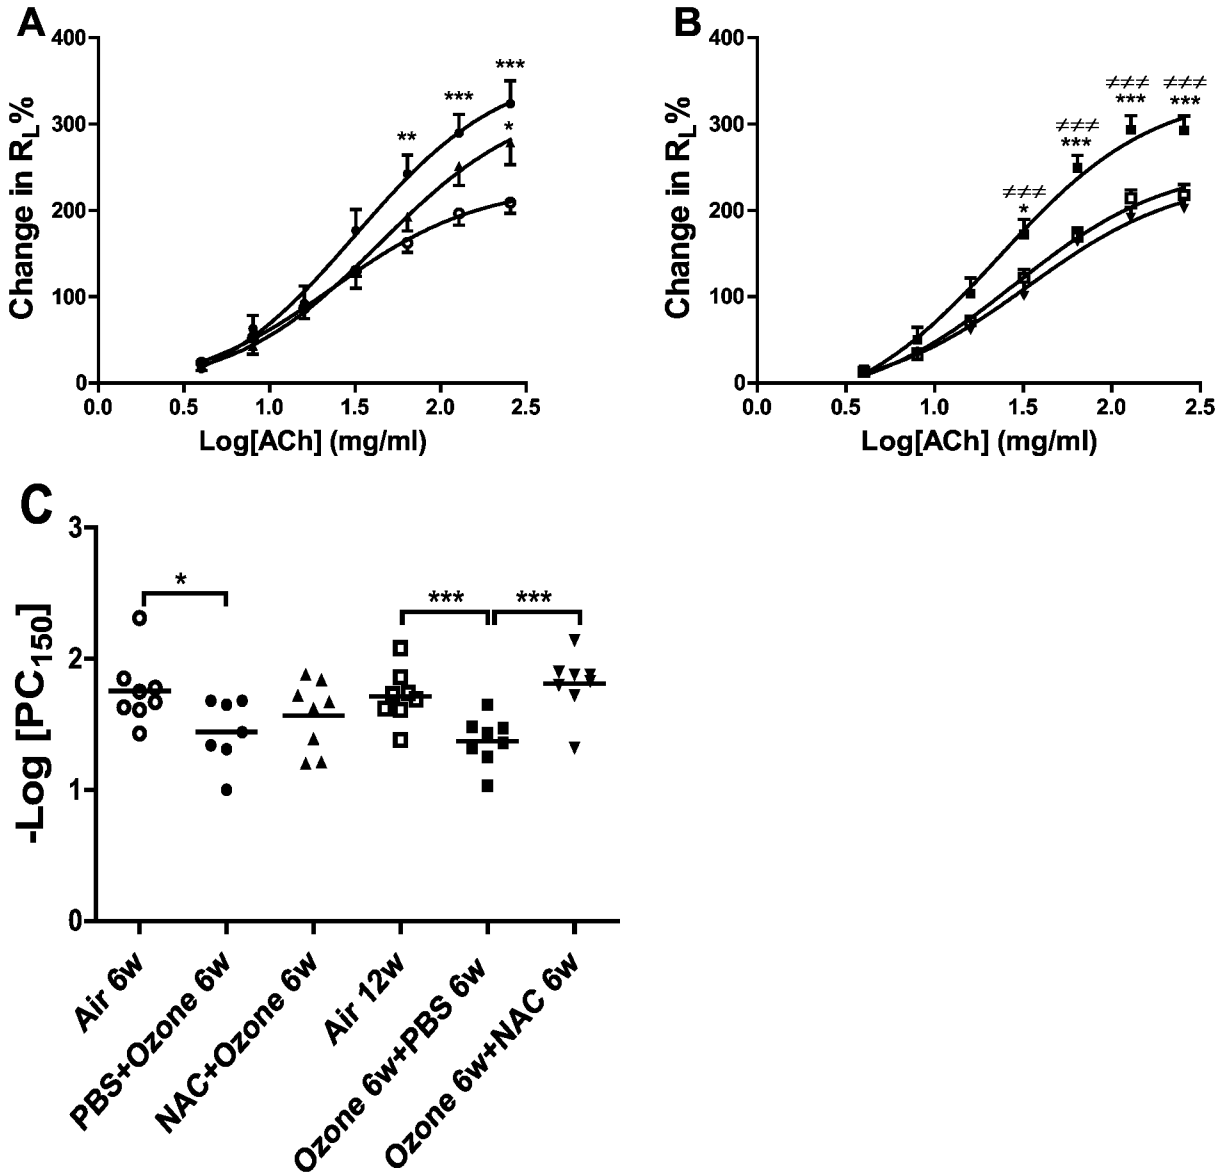 A
400
300
200
100
0
Change in RL%
**
***
***
*
0.0 0.5 1.0 1.5 2.0 2.5
Log[ACh] (mg/ml)
B
400
300
200
100
0
Change in RL%
≠≠≠
*
≠≠≠
***
≠≠≠
***
≠≠≠
***
0.0 0.5 1.0 1.5 2.0 2.5
Log[ACh] (mg/ml)
C
3
2
1
0
-Log [PC150]
*
***
***
Air 6w
PBS+Ozone 6w
NAC+Ozone 6w
Air 12w
Ozone 6w+PBS 6w
Ozone 6w+NAC 6w